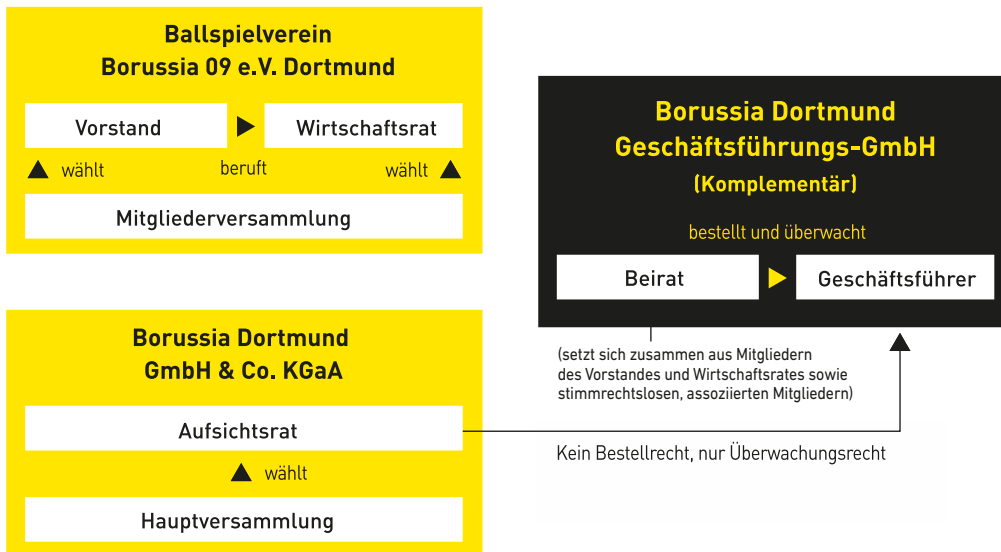 Ballspielverein
Borussia 09 e.V. Dortmund
Vorstand
Wirtschaftsrat
wählt
beruft
wählt
Mitgliederversammlung
Borussia Dortmund
Geschäftsführungs-GmbH
(Komplementär)
bestellt und überwacht
Beirat
Geschäftsführer
(setzt sich zusammen aus Mitgliedern
des Vorstandes und Wirtschaftsrates sowie
stimmrechtslosen, assoziierten Mitgliedern)
Borussia Dortmund
GmbH & Co. KGaA
Aufsichtsrat
Kein Bestellrecht, nur Überwachungsrecht
wählt
Hauptversammlung